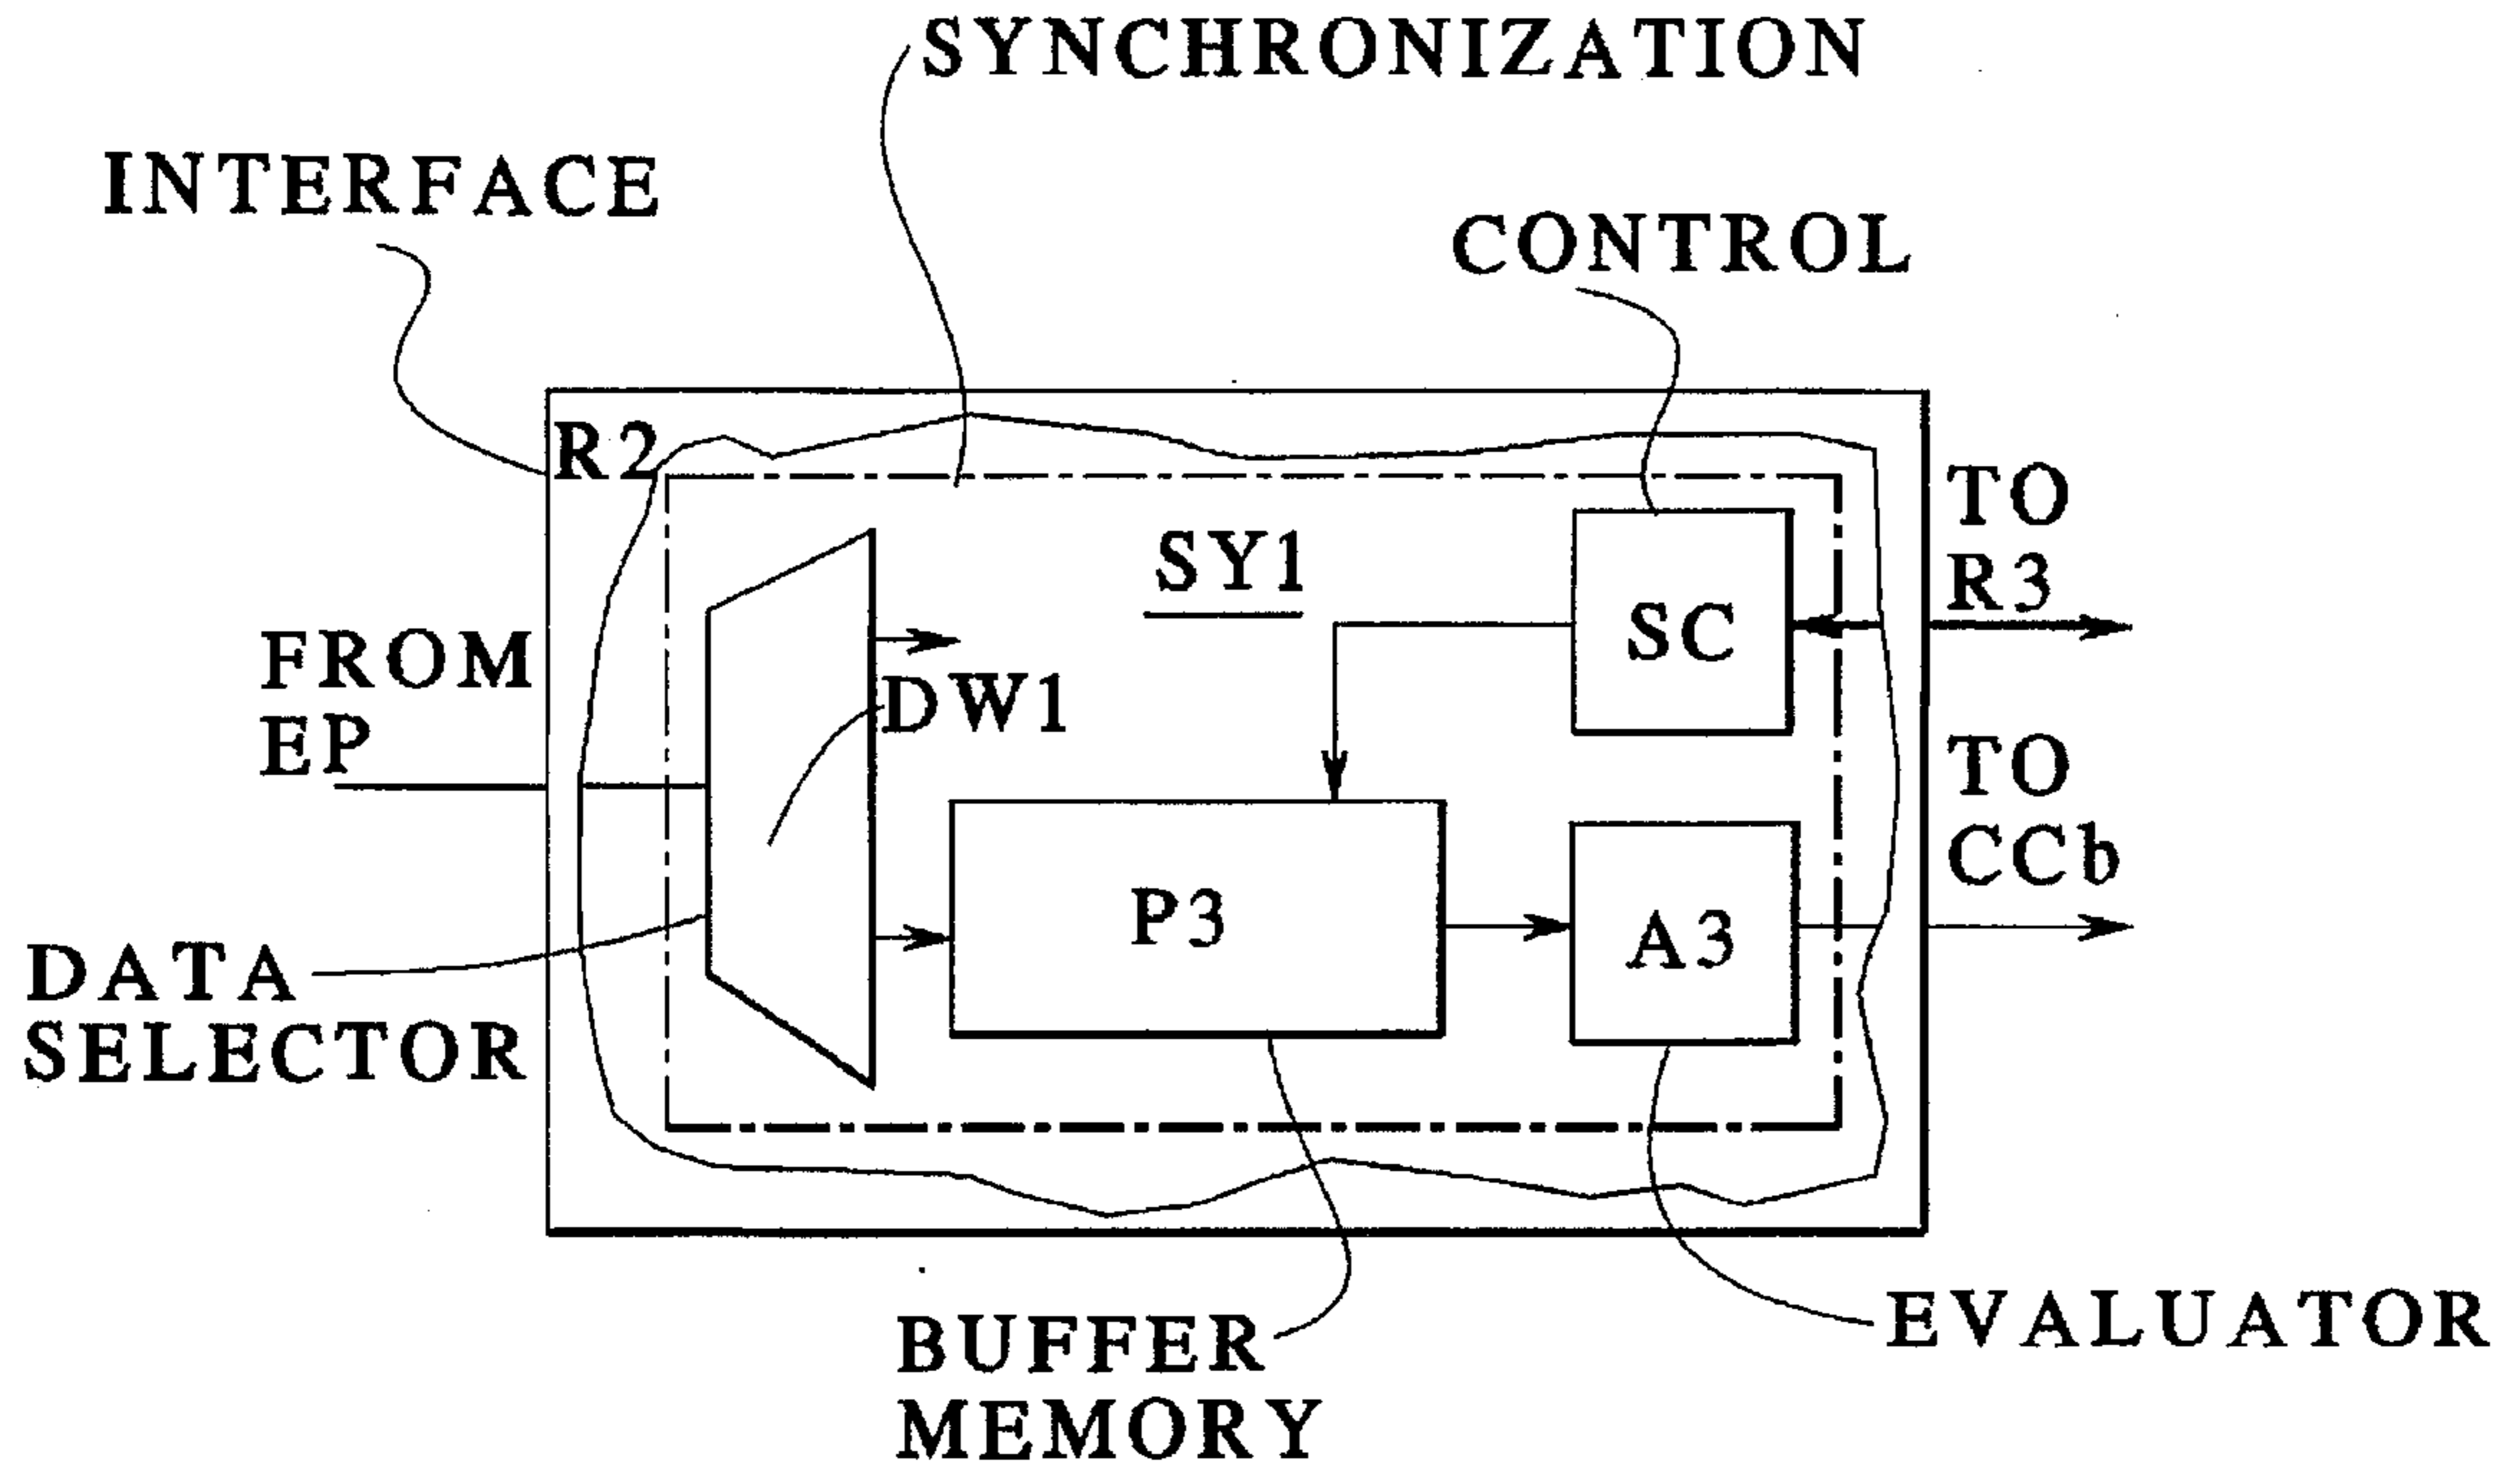 SYNCHRONIZATION
INTERFACE
CONTROL
R2
TO
R3
SY1
SC
FROM
EP
DW1
TO
CCb
P3
A3
DATA
SELECTOR
BUFFER
MEMORY
EVALUATOR